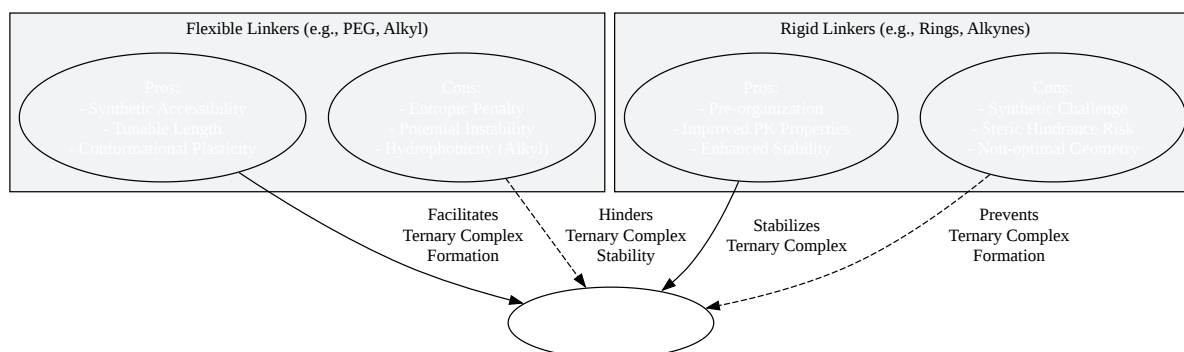 Flexible Linkers (e.g., PEG, Alkyl)
Pros:
- Synthetic Accessibility
- Tunable Length
- Conformational Plasticity
Cons:
- Entropic Penalty
- Potential Instability
- Hydrophobicity (Alkyl)
Rigid Linkers (e.g., Rings, Alkynes)
Pros:
- Pre-organization
- Improved PK Properties
- Enhanced Stability
Cons:
- Synthetic Challenge
- Steric Hindrance Risk
- Non-optimal Geometry
Facilitates
Ternary Complex
Formation
Hinders
Ternary Complex
Stability
Stabilizes
Ternary Complex
Prevents
Ternary Complex
Formation